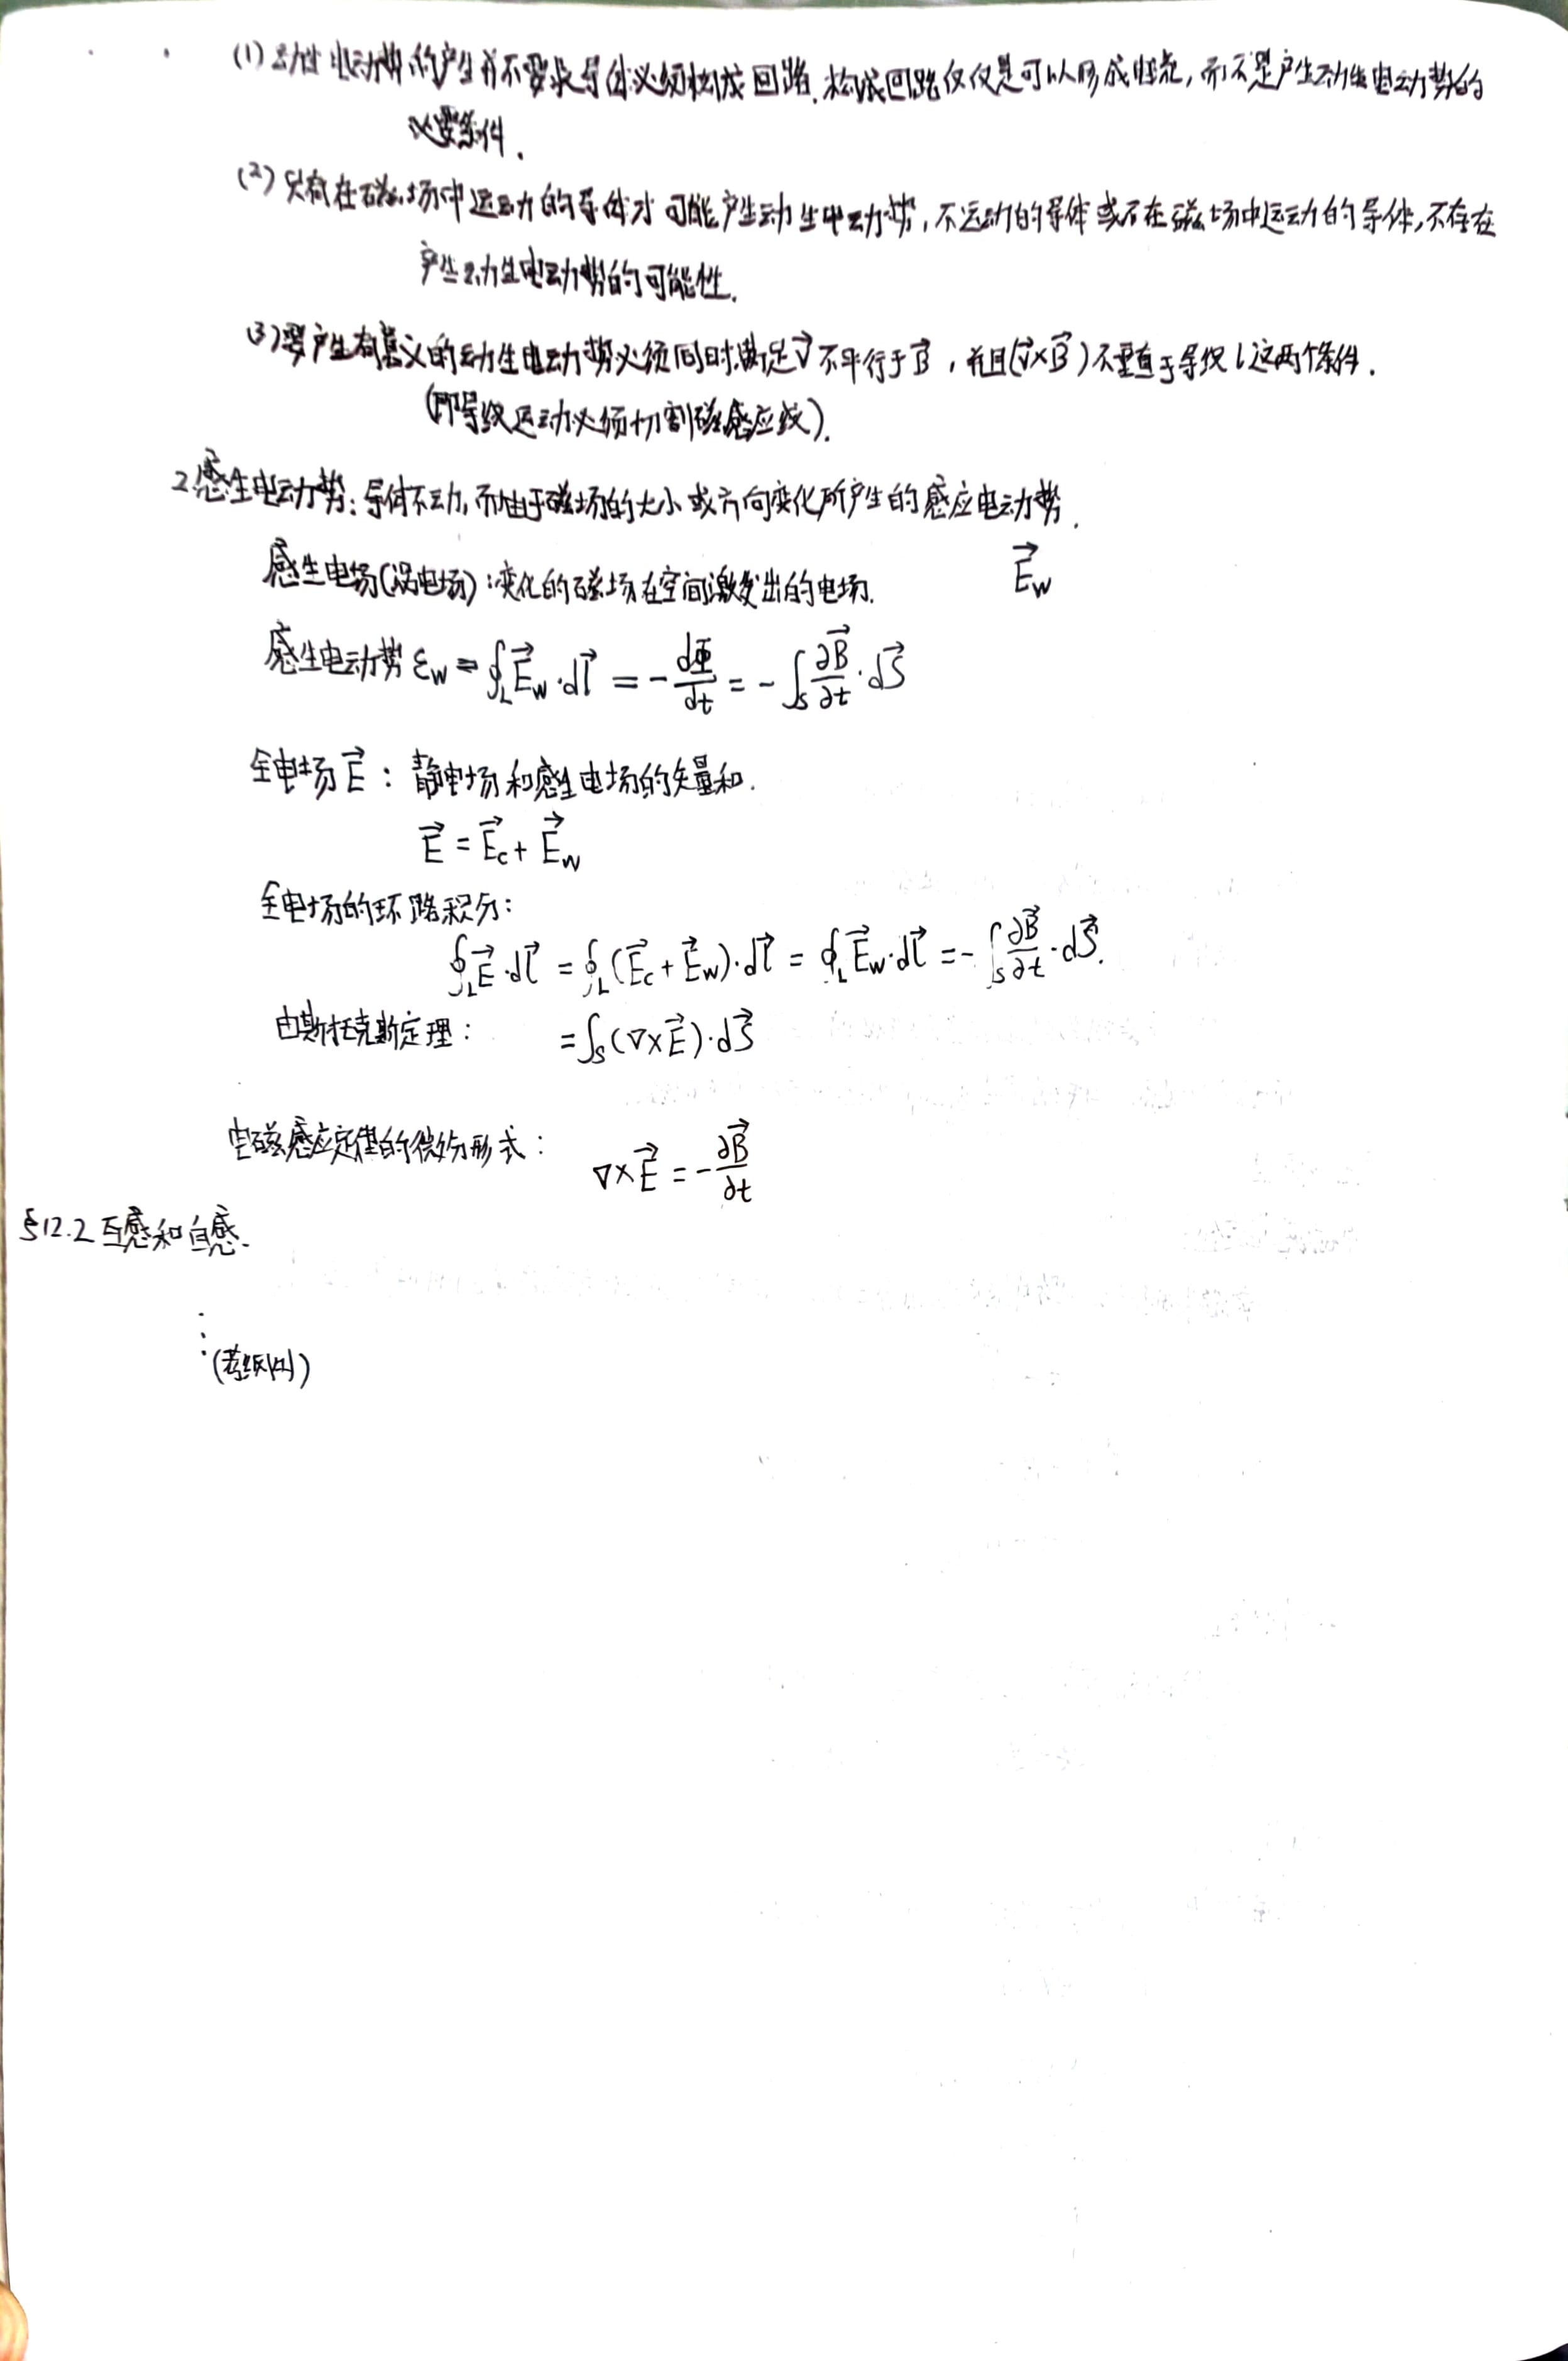 (1) 动生电动势的产生并不要求导体必须构成回路.构成回路仅仅是可以形成电流,而不是产生动生电动势的
必要条件.
(2) 只有在磁场中运动的导体才可能产生动生电动势,不运动的导体或不在磁场中运动的导体,不存在
产生动生电动势的可能性.
(3) 要产生有意义的动生电动势必须同时满足 $\vec{v}$ 不平行于 $\vec{B}$ ,并且($\vec{v}\times\vec{B}$)不垂直于导线l这两个条件.
(即导线运动必须切割磁感应线).
2.感生电动势:导体不动,而由于磁场的大小或方向变化所产生的感应电动势.
感生电场(涡电场):变化的磁场在空间激发出的电场. $\vec{E}_w$
感生电动势 $\varepsilon_w = \oint_L \vec{E}_w \cdot d\vec{l} = -\frac{d\Phi}{dt} = -\int_S \frac{\partial \vec{B}}{\partial t} \cdot d\vec{S}$
全电场 $\vec{E}$ : 静电场和感生电场的矢量和.
$\vec{E} = \vec{E}_c + \vec{E}_w$
全电场的环路积分:
$\oint_L \vec{E} \cdot d\vec{l} = \oint_L (\vec{E}_c + \vec{E}_w) \cdot d\vec{l} = \oint_L \vec{E}_w \cdot d\vec{l} = -\int_S \frac{\partial \vec{B}}{\partial t} \cdot d\vec{S}.$
由斯托克斯定理: $= \int_S (\nabla \times \vec{E}) \cdot d\vec{S}$
电磁感应定律的微分形式: $\nabla \times \vec{E} = -\frac{\partial \vec{B}}{\partial t}$
§12.2 互感和自感.
⋮